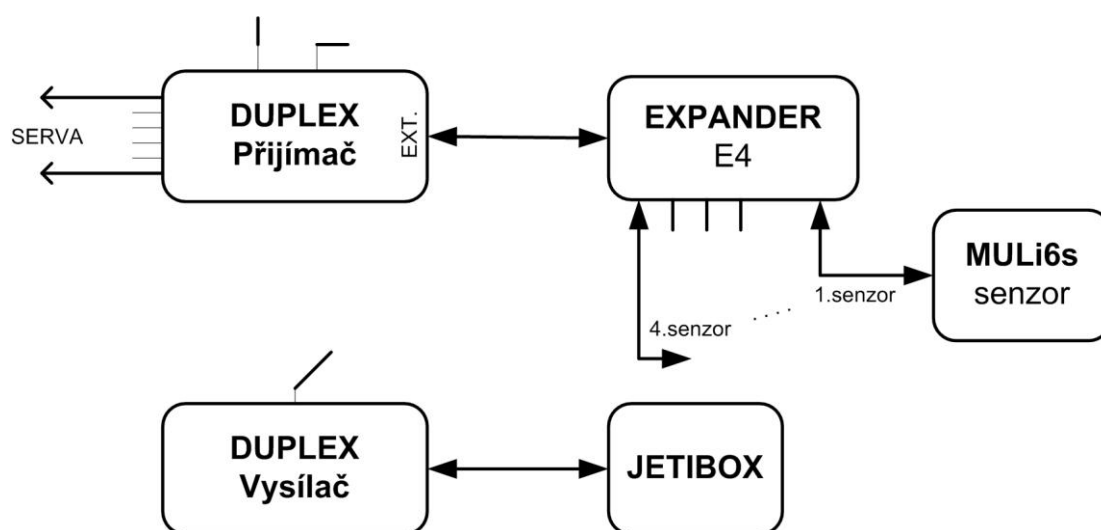 SERVA
DUPLEX
Přijímač
EXT.
EXPANDER
E4
MULi6s
senzor
1.senzor
4.senzor
DUPLEX
Vysílač
JETIBOX